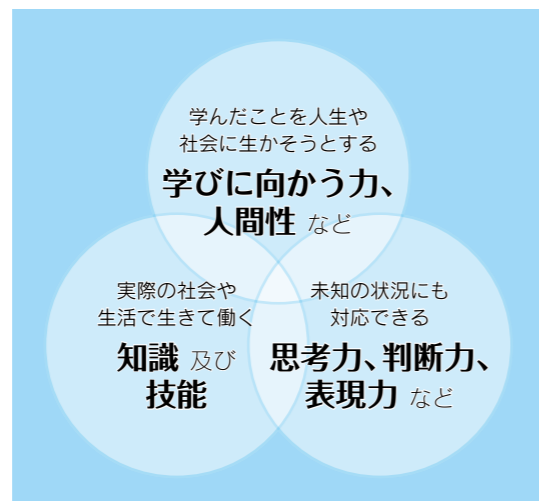 学んだことを人生や
社会に生かそうとする
学びに向かう力、
人間性 など
実際の社会や
生活で生きて働く
知識 及び
技能
未知の状況にも
対応できる
思考力、判断力、
表現力 など